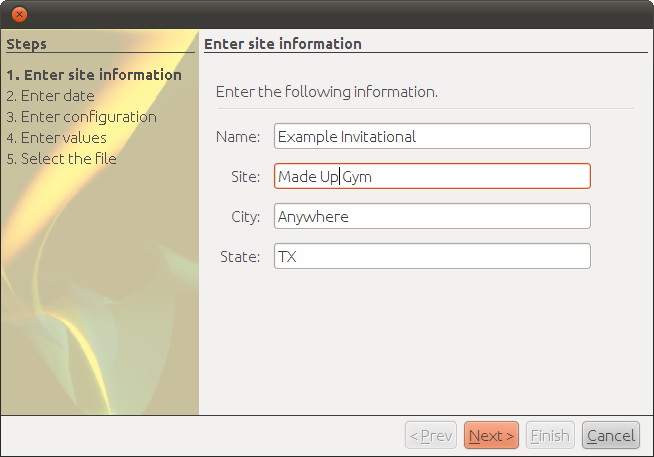 Steps
1. Enter site information
2. Enter date
3. Enter configuration
4. Enter values
5. Select the file
Enter site information
Enter the following information.
Name: Example Invitational
Site: Made Up Gym
City: Anywhere
State: TX
< Prev Next > Finish Cancel